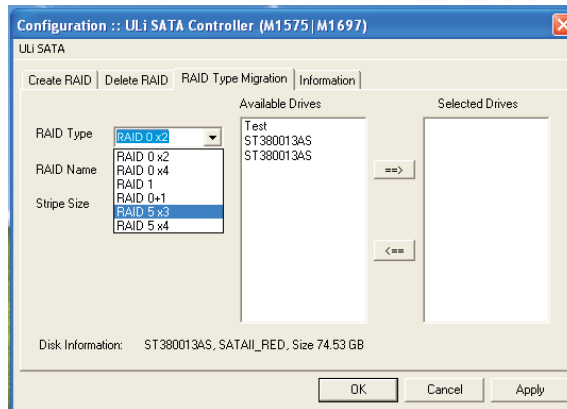 Configuration :: ULi SATA Controller (M1575|M1697)
ULi SATA
Create RAID Delete RAID RAID Type Migration Information
Available Drives Selected Drives
RAID Type RAID 0 x2
RAID 0 x2
RAID 0 x4
RAID 1
RAID 0+1
RAID 5 x3
RAID 5 x4
RAID Name
Stripe Size
Test
ST380013AS
ST380013AS
==>
<==
Disk Information: ST380013AS, SATAII_RED, Size 74.53 GB
OK Cancel Apply